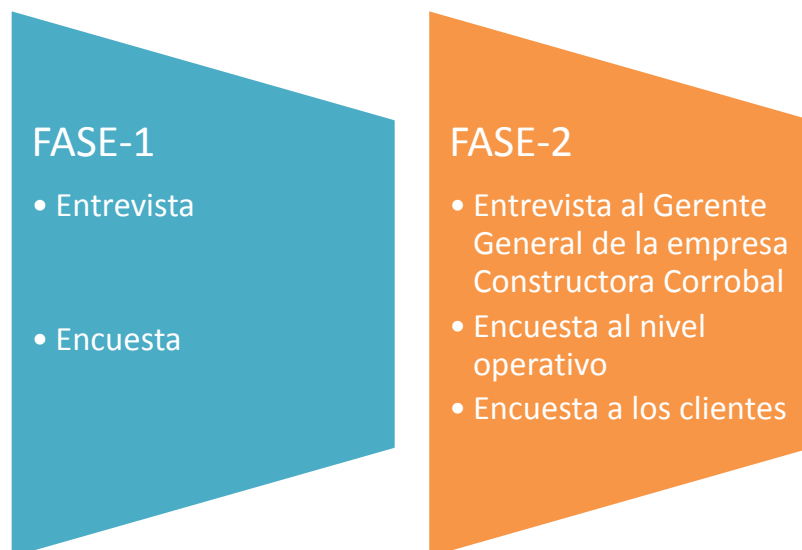 FASE-1
• Entrevista
• Encuesta
FASE-2
• Entrevista al Gerente
General de la empresa
Constructora Corrobal
• Encuesta al nivel
operativo
• Encuesta a los clientes